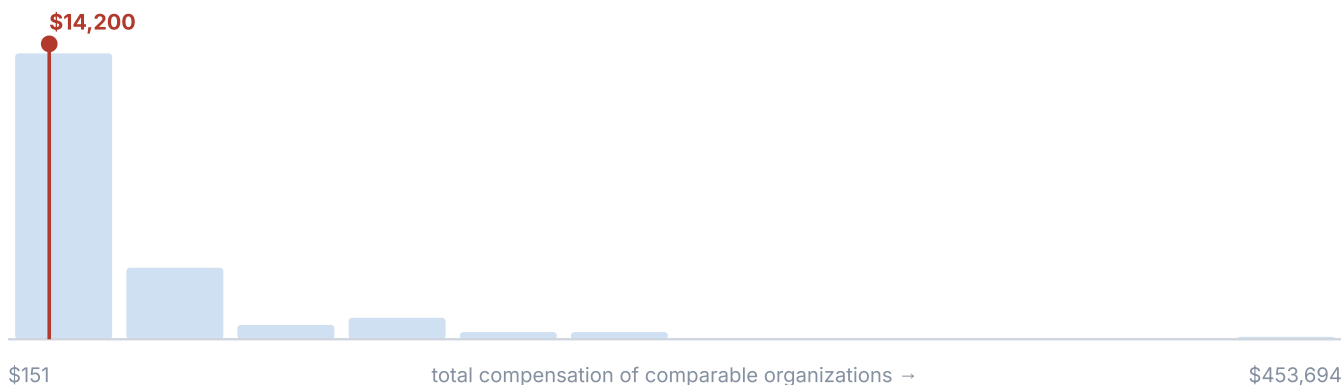 $14,200
$151 total compensation of comparable organizations → $453,694